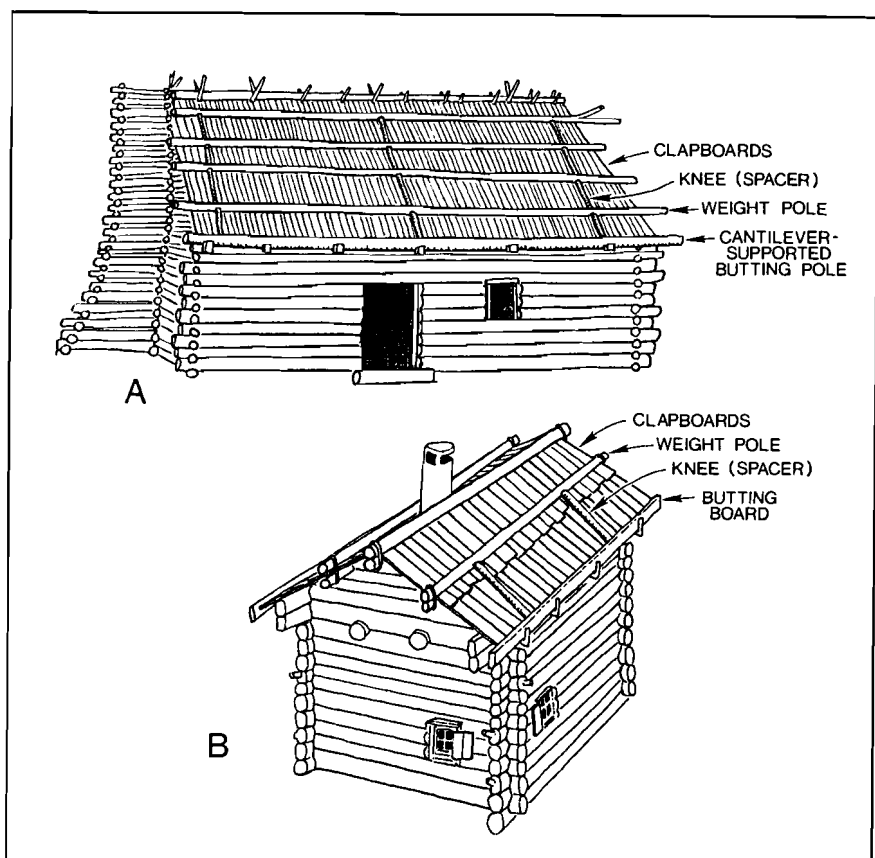 CLAPBOARDS
KNEE (SPACER)
WEIGHT POLE
CANTILEVER-
SUPPORTED
BUTTING POLE
A
CLAPBOARDS
WEIGHT POLE
KNEE (SPACER)
BUTTING
BOARD
B